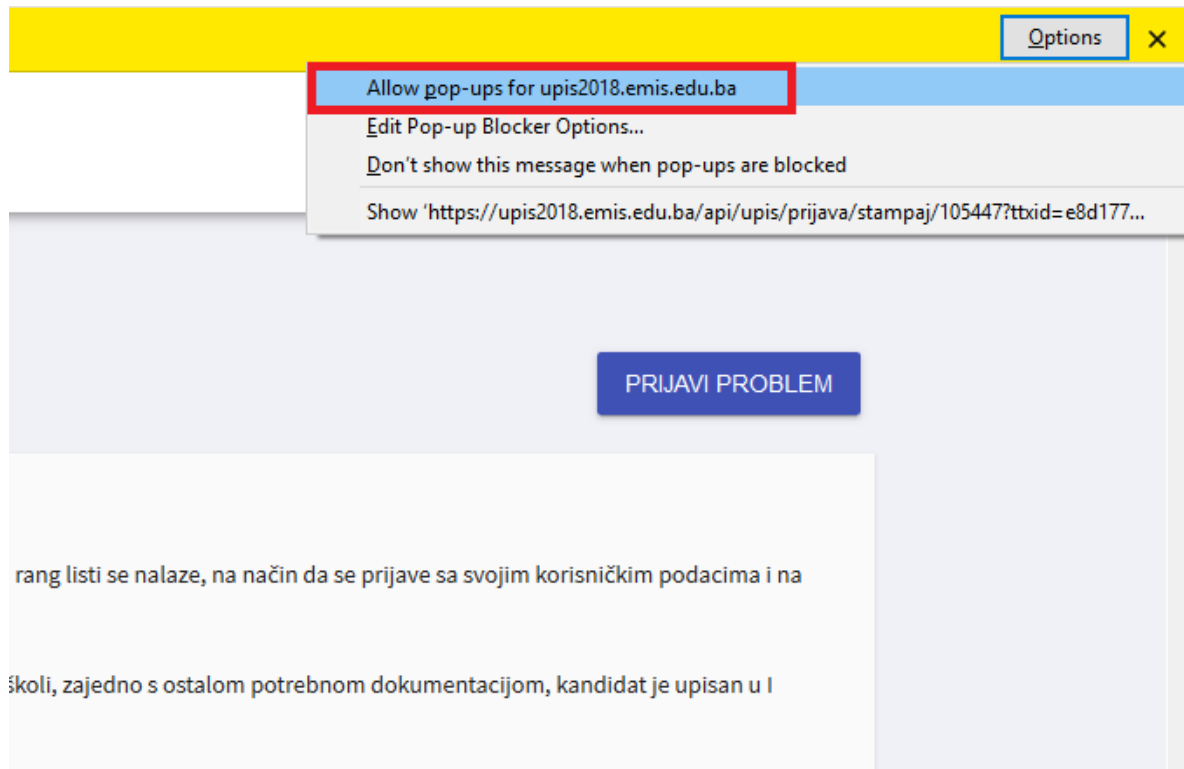 Options
Allow pop-ups for upis2018.emis.edu.ba
Edit Pop-up Blocker Options...
Don't show this message when pop-ups are blocked
Show 'https://upis2018.emis.edu.ba/api/upis/prijava/stampaj/105447?ttxid=e8d177...
PRIJAVI PROBLEM
rang listi se nalaze, na način da se prijave sa svojim korisničkim podacima i na
školi, zajedno s ostalom potrebnom dokumentacijom, kandidat je upisan u I